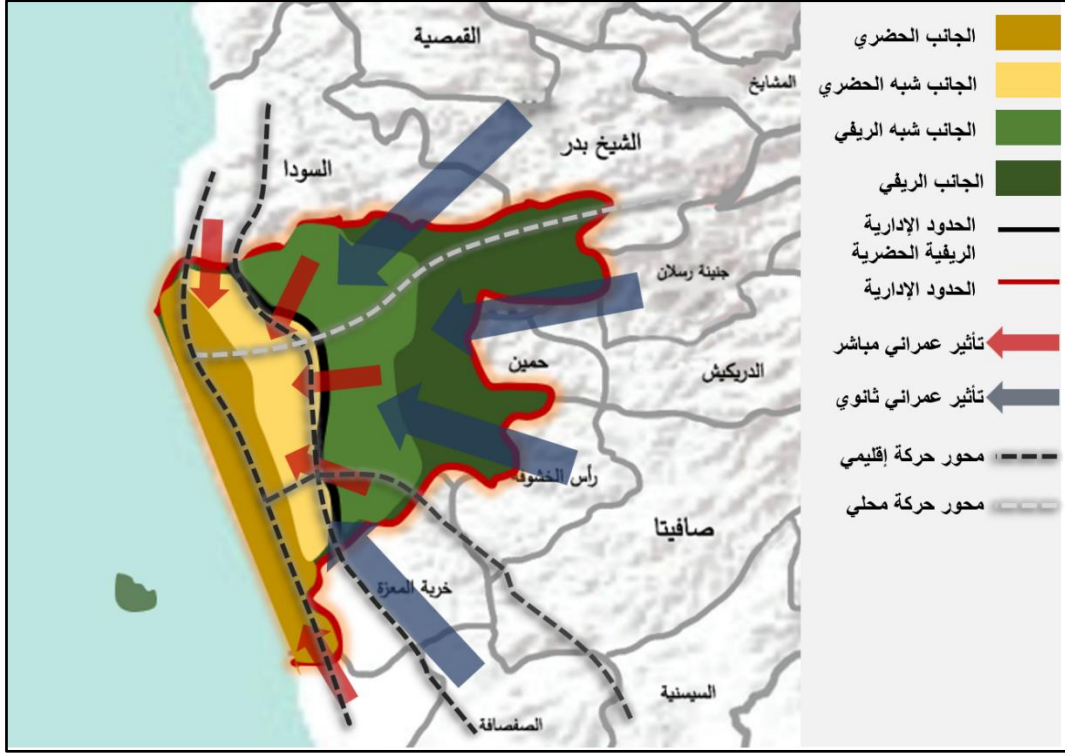 القمصية
المشايخ
الشيخ بدر
السودا
جنينة رسلان
حمين
الدريكيش
رأس الخشوفة
صافيتا
خربة المعزة
السيسنية
الصفصافة
الجانب الحضري
الجانب شبه الحضري
الجانب شبه الريفي
الجانب الريفي
الحدود الإدارية
الريفية الحضرية
الحدود الإدارية
تأثير عمراني مباشر
تأثير عمراني ثانوي
محور حركة إقليمي
محور حركة محلي